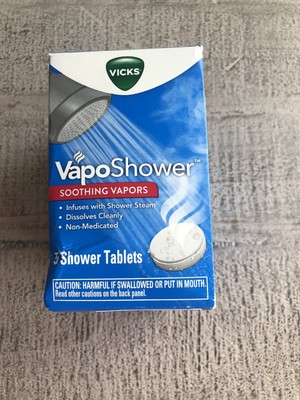 VICKS
VapoShower™
SOOTHING VAPORS
• Infuses with Shower Steam
• Dissolves Cleanly
• Non-Medicated
3 Shower Tablets
CAUTION: HARMFUL IF SWALLOWED OR PUT IN MOUTH.
Read other cautions on the back panel.